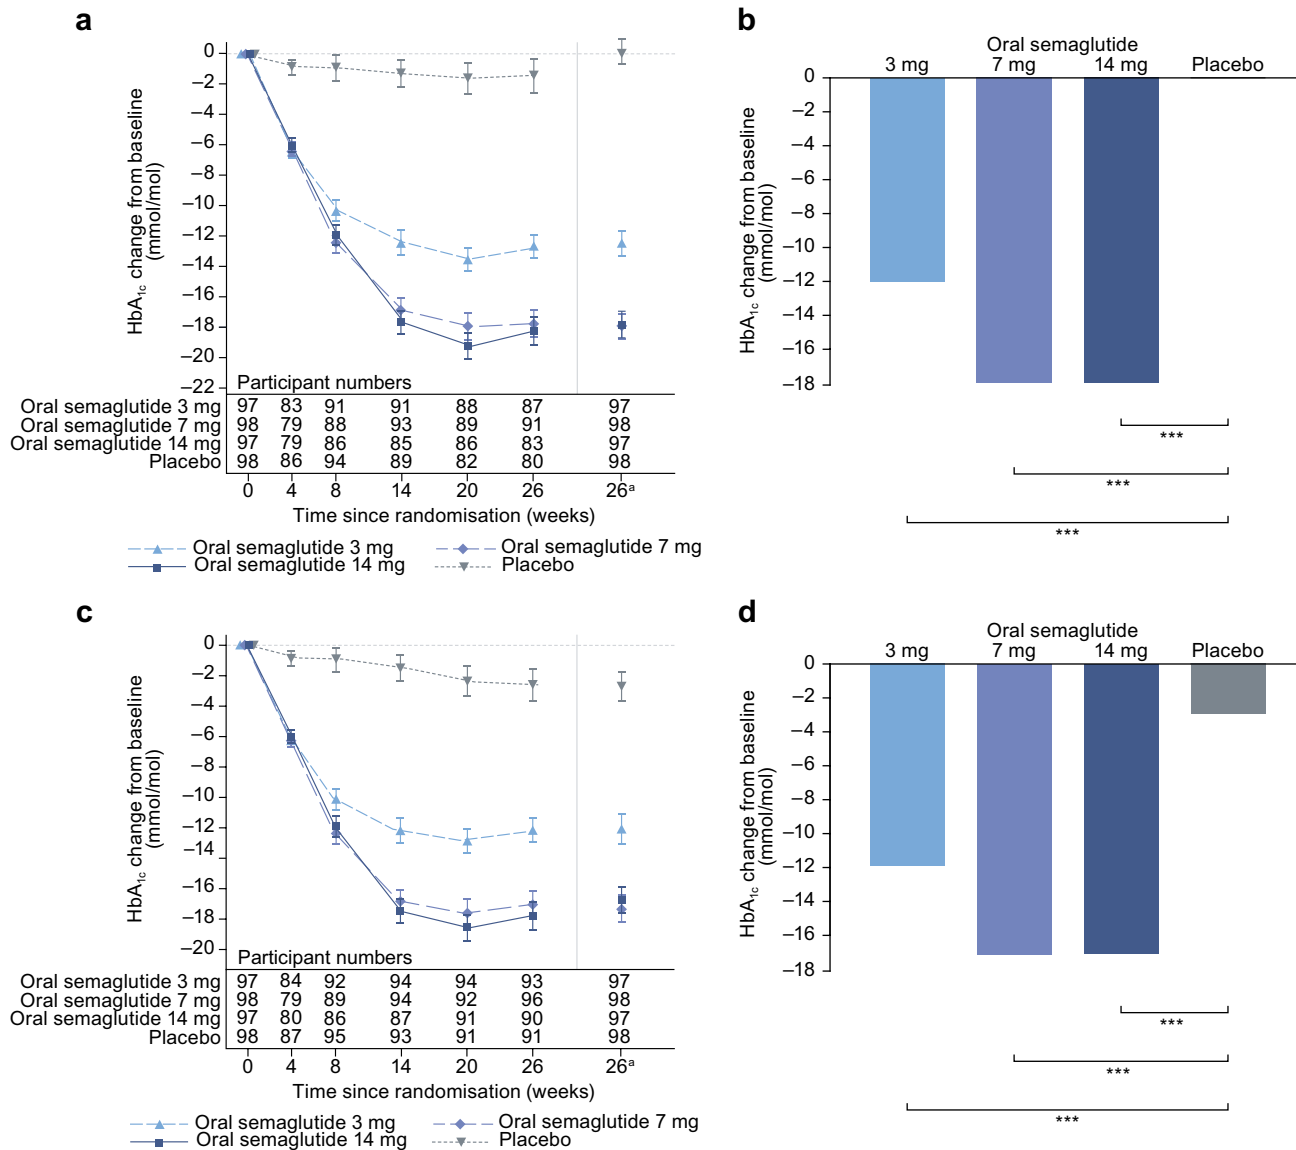 a
HbA1c change from baseline
(mmol/mol)
0
–2
–4
–6
–8
–10
–12
–14
–16
–18
–20
–22
Participant numbers
Oral semaglutide 3 mg 97 83 91 91 88 87 97
Oral semaglutide 7 mg 98 79 88 93 89 91 98
Oral semaglutide 14 mg 97 79 86 85 86 83 97
Placebo 98 86 94 89 82 80 98
0 4 8 14 20 26 26a
Time since randomisation (weeks)
Oral semaglutide 3 mg Oral semaglutide 7 mg
Oral semaglutide 14 mg Placebo
b
Oral semaglutide
3 mg 7 mg 14 mg Placebo
HbA1c change from baseline
(mmol/mol)
0
–2
–4
–6
–8
–10
–12
–14
–16
–18
***
***
***
c
HbA1c change from baseline
(mmol/mol)
0
–2
–4
–6
–8
–10
–12
–14
–16
–18
–20
Participant numbers
Oral semaglutide 3 mg 97 84 92 94 94 93 97
Oral semaglutide 7 mg 98 79 89 94 92 96 98
Oral semaglutide 14 mg 97 80 86 87 91 90 97
Placebo 98 87 95 93 91 91 98
0 4 8 14 20 26 26a
Time since randomisation (weeks)
Oral semaglutide 3 mg Oral semaglutide 7 mg
Oral semaglutide 14 mg Placebo
d
Oral semaglutide
3 mg 7 mg 14 mg Placebo
HbA1c change from baseline
(mmol/mol)
0
–2
–4
–6
–8
–10
–12
–14
–16
–18
***
***
***